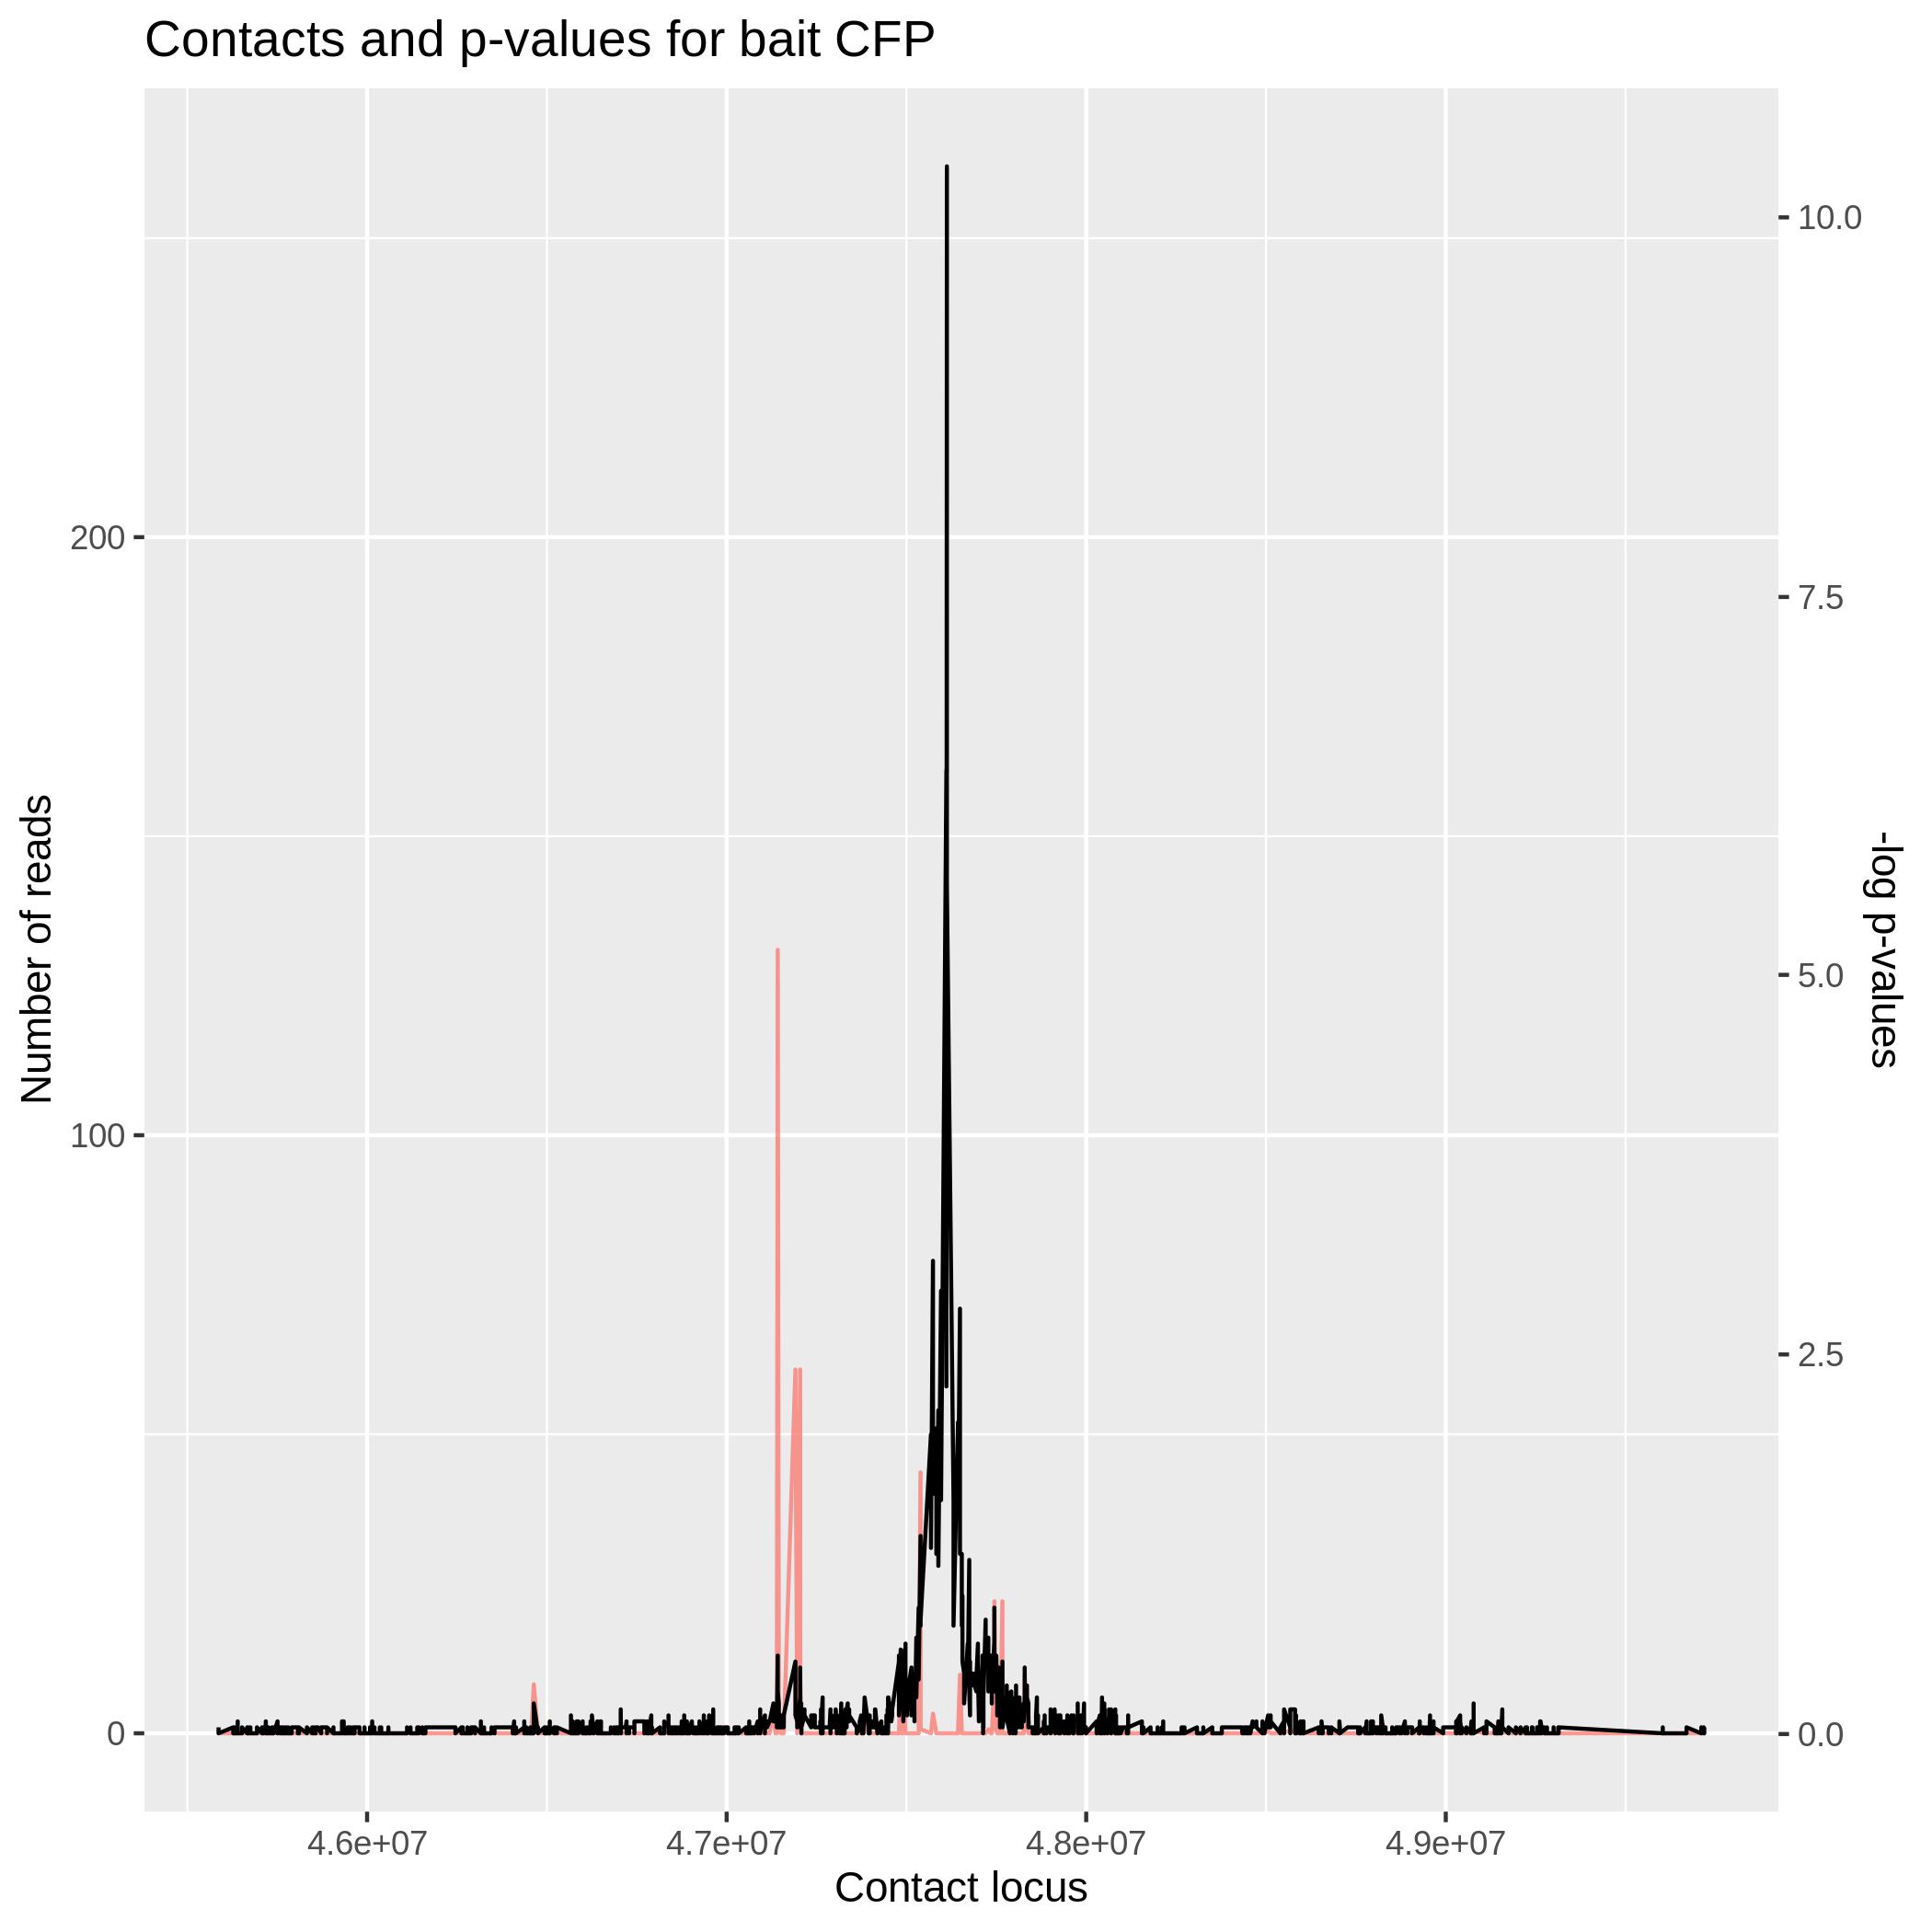 Contacts and p-values for bait CFP
Number of reads
200
100
0
10.0
7.5
5.0
2.5
0.0
-log p-values
4.6e+07
4.7e+07
4.8e+07
4.9e+07
Contact locus